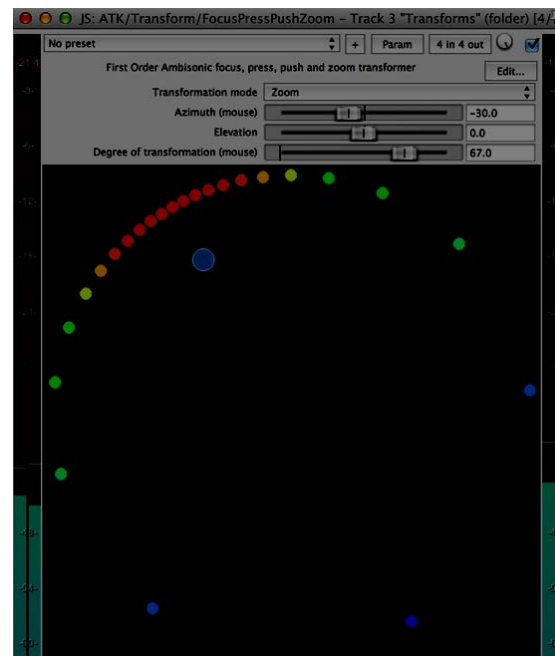 JS: ATK/Transform/FocusPressPushZoom – Track 3 "Transforms" (folder) [4/
No preset + Param 4 in 4 out
First Order Ambisonic focus, press, push and zoom transformer Edit...
Transformation mode Zoom
Azimuth (mouse) -30.0
Elevation 0.0
Degree of transformation (mouse) 67.0